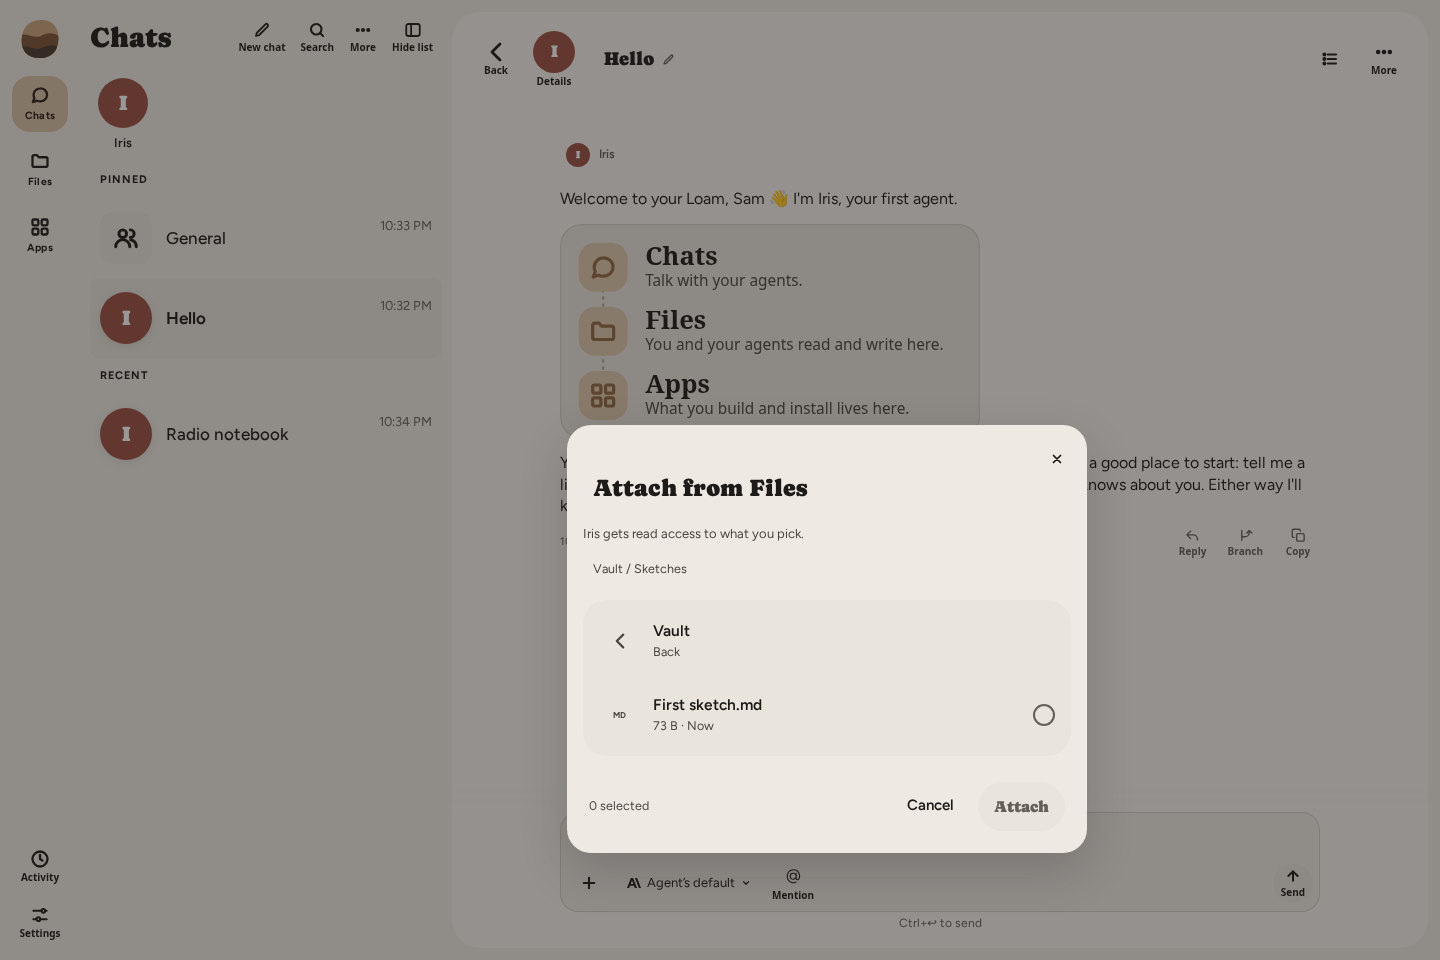 Chats
New chat
Search
More
Hide list
Chats
Files
Apps
Activity
Settings
I
Iris
PINNED
General
10:33 PM
I
Hello
10:32 PM
RECENT
I
Radio notebook
10:34 PM
Back
I
Details
Hello
More
I
Iris
Welcome to your Loam, Sam 👋 I'm Iris, your first agent.
Chats
Talk with your agents.
Files
You and your agents read and write here.
Apps
What you build and install lives here.
a good place to start: tell me a
about you. Either way I'll
Reply
Branch
Copy
Attach from Files
Iris gets read access to what you pick.
Vault / Sketches
Vault
Back
MD
First sketch.md
73 B · Now
0 selected
Cancel
Attach
Agent's default
@
Mention
Send
Ctrl+↩ to send